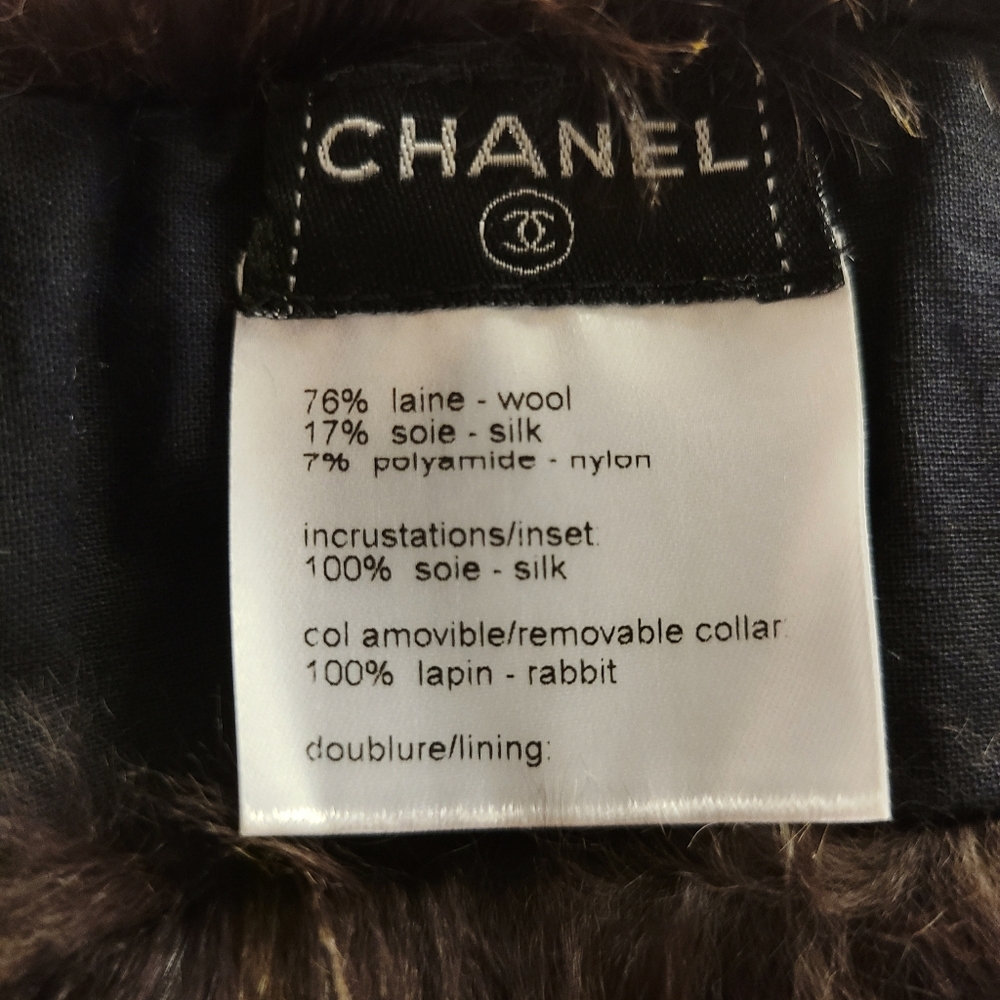 CHANEL
76% laine - wool
17% soie - silk
7% polyamide - nylon
incrustations/inset:
100% soie - silk
col amovible/removable collar:
100% lapin - rabbit
doublure/lining: